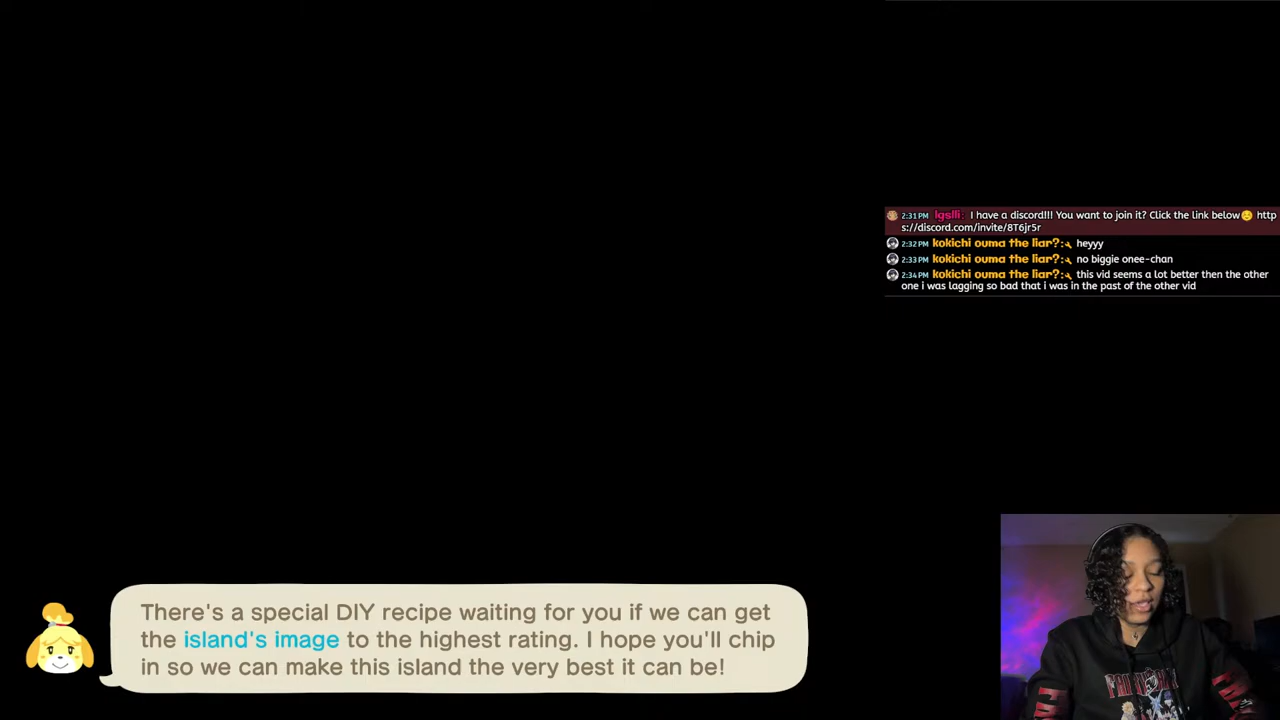 2:31 PM lgslli: I have a discord!!! You want to join it? Click the link below😌 http
s://discord.com/invite/8T6jr5r
2:32 PM kokichi ouma the liar?: heyyy
2:33 PM kokichi ouma the liar?: no biggie onee-chan
2:34 PM kokichi ouma the liar?: this vid seems a lot better then the other
one i was lagging so bad that i was in the past of the other vid
There's a special DIY recipe waiting for you if we can get
the island's image to the highest rating. I hope you'll chip
in so we can make this island the very best it can be!